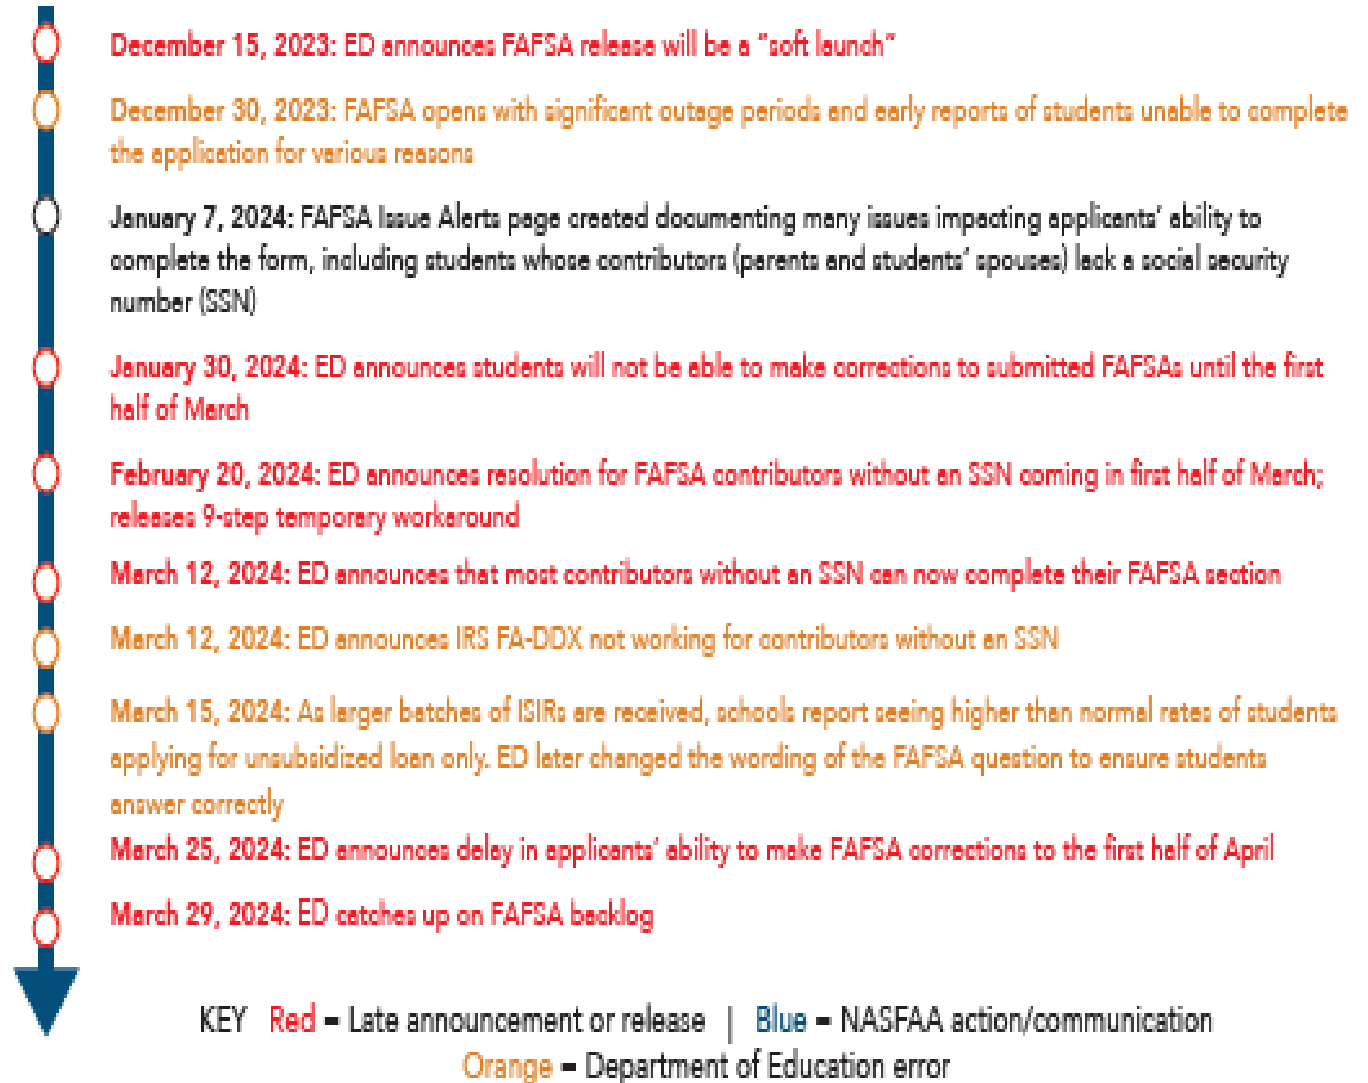 December 15, 2023: ED announces FAFSA release will be a "soft launch"
December 30, 2023: FAFSA opens with significant outage periods and early reports of students unable to complete
the application for various reasons
January 7, 2024: FAFSA Issue Alerts page created documenting many issues impacting applicants' ability to
complete the form, including students whose contributors (parents and students' spouses) lack a social security
number (SSN)
January 30, 2024: ED announces students will not be able to make corrections to submitted FAFSAs until the first
half of March
February 20, 2024: ED announces resolution for FAFSA contributors without an SSN coming in first half of March;
releases 9-step temporary workaround
March 12, 2024: ED announces that most contributors without an SSN can now complete their FAFSA section
March 12, 2024: ED announces IRS FA-DDX not working for contributors without an SSN
March 15, 2024: As larger batches of ISIRs are received, schools report seeing higher than normal rates of students
applying for unsubsidized loan only. ED later changed the wording of the FAFSA question to ensure students
answer correctly
March 25, 2024: ED announces delay in applicants' ability to make FAFSA corrections to the first half of April
March 29, 2024: ED catches up on FAFSA backlog
KEY Red = Late announcement or release | Blue = NASFAA action/communication
Orange = Department of Education error